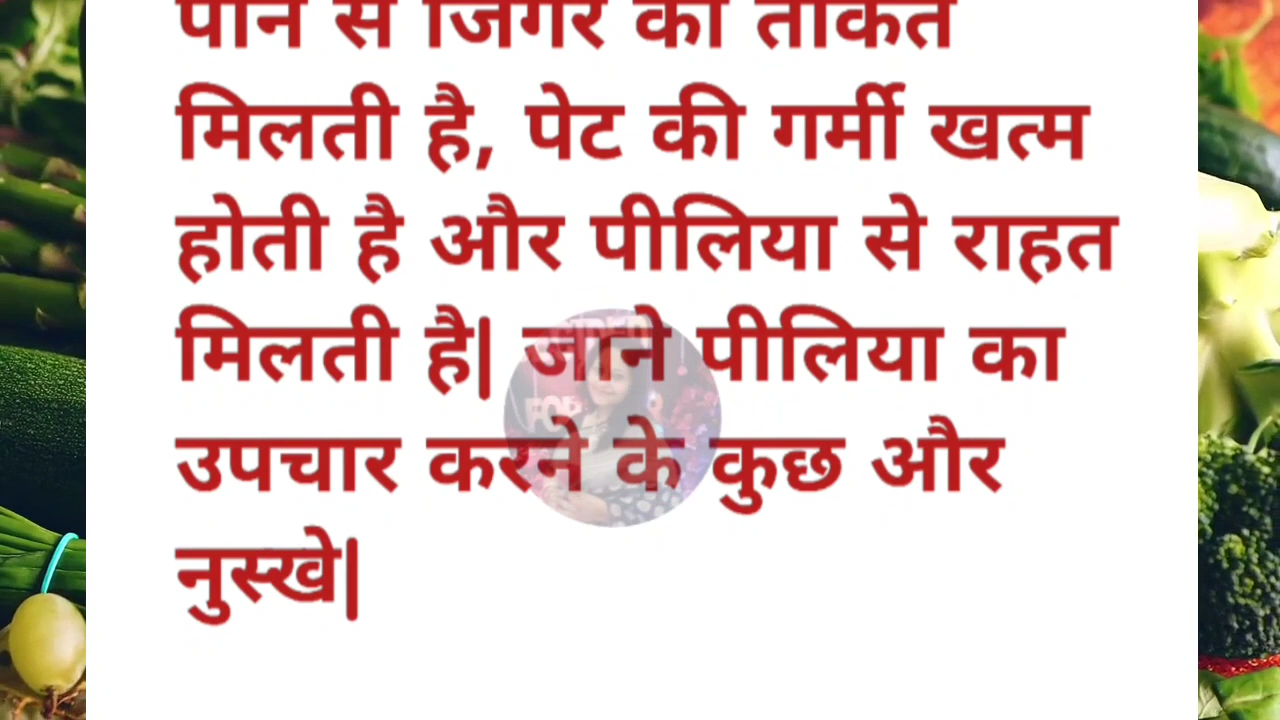 पीने से जिगर को ताकत
मिलती है, पेट की गर्मी खत्म
होती है और पीलिया से राहत
मिलती है| जाने पीलिया का
उपचार करने के कुछ और
नुस्खे|